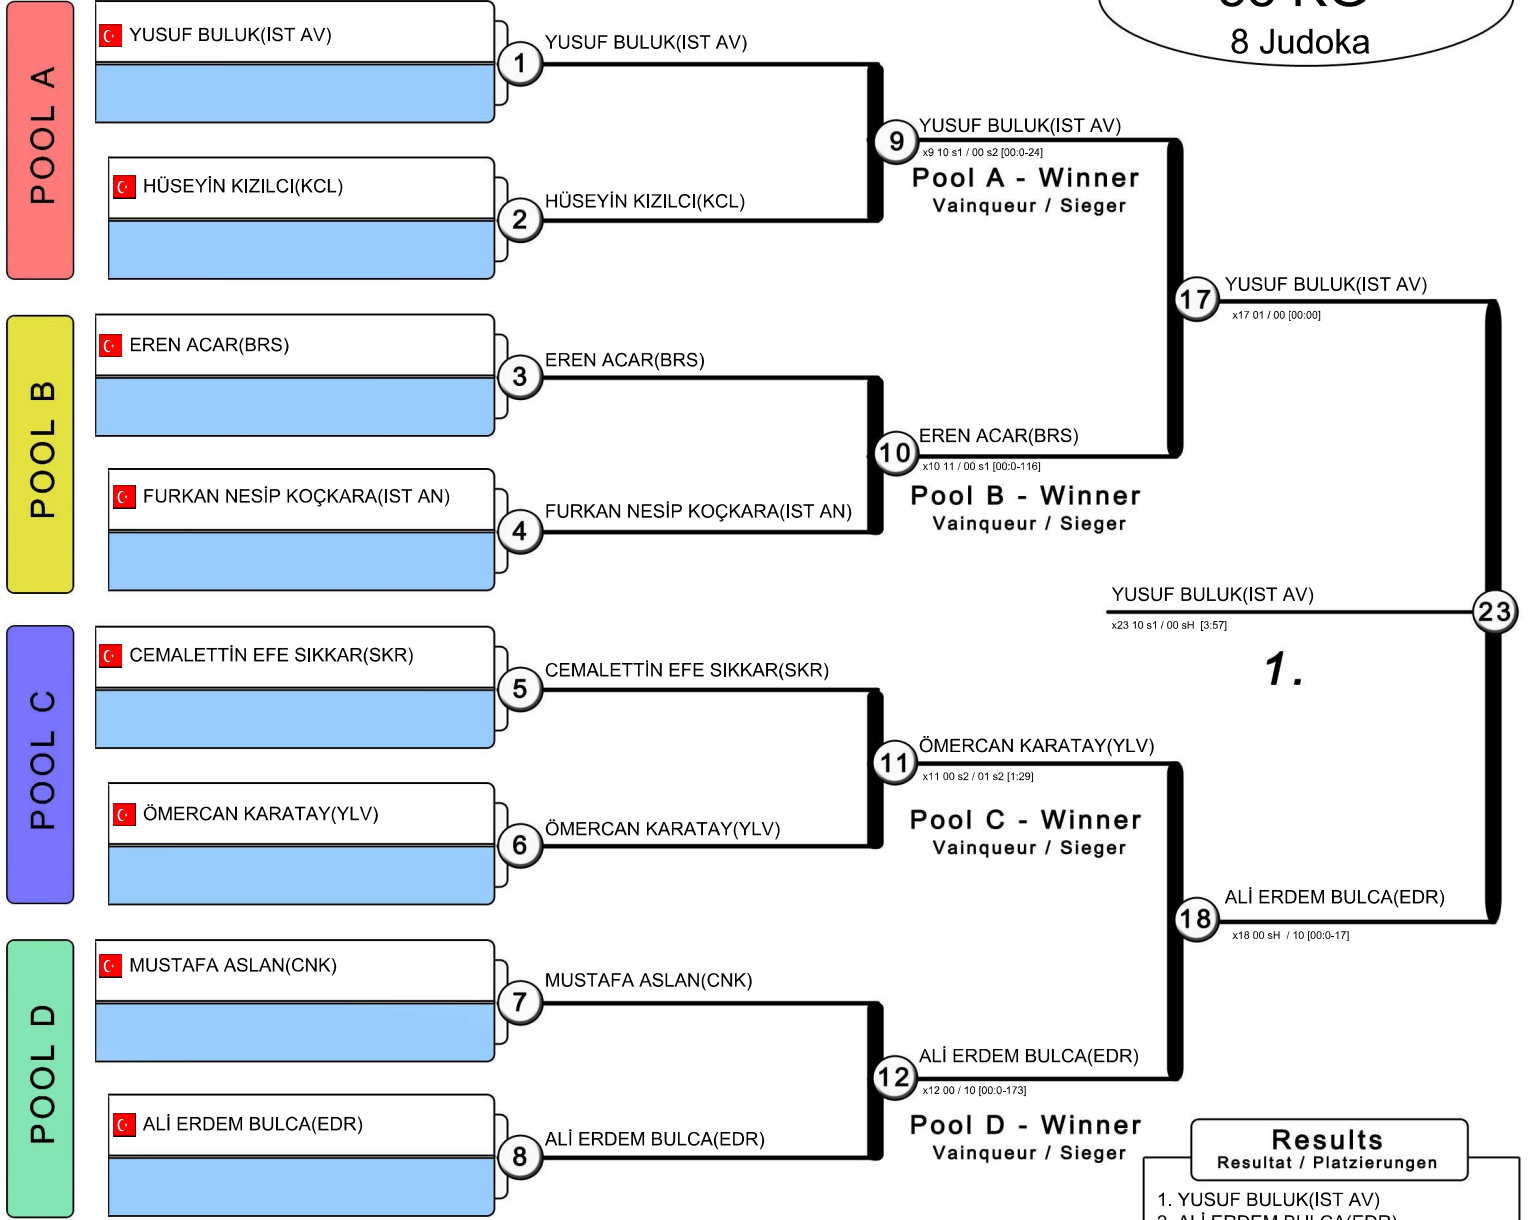 8 Judoka
POOL A
YUSUF BULUK(IST AV)
1
YUSUF BULUK(IST AV)
HÜSEYİN KIZILCI(KCL)
2
HÜSEYİN KIZILCI(KCL)
9
YUSUF BULUK(IST AV)
x9 10 s1 / 00 s2 [00:0-24]
Pool A - Winner
Vainqueur / Sieger
POOL B
EREN ACAR(BRS)
3
EREN ACAR(BRS)
FURKAN NESİP KOÇKARA(IST AN)
4
FURKAN NESİP KOÇKARA(IST AN)
10
EREN ACAR(BRS)
x10 11 / 00 s1 [00:0-116]
Pool B - Winner
Vainqueur / Sieger
17
YUSUF BULUK(IST AV)
x17 01 / 00 [00:00]
POOL C
CEMALETTİN EFE SIKKAR(SKR)
5
CEMALETTİN EFE SIKKAR(SKR)
ÖMERCAN KARATAY(YLV)
6
ÖMERCAN KARATAY(YLV)
11
ÖMERCAN KARATAY(YLV)
x11 00 s2 / 01 s2 [1:29]
Pool C - Winner
Vainqueur / Sieger
POOL D
MUSTAFA ASLAN(CNK)
7
MUSTAFA ASLAN(CNK)
ALİ ERDEM BULCA(EDR)
8
ALİ ERDEM BULCA(EDR)
12
ALİ ERDEM BULCA(EDR)
x12 00 / 10 [00:0-173]
Pool D - Winner
Vainqueur / Sieger
18
ALİ ERDEM BULCA(EDR)
x18 00 sH / 10 [00:0-17]
YUSUF BULUK(IST AV)
23
x23 10 s1 / 00 sH [3:57]
1.
Results
Resultat / Platzierungen
1. YUSUF BULUK(IST AV)
2. ALİ ERDEM BULCA(EDR)